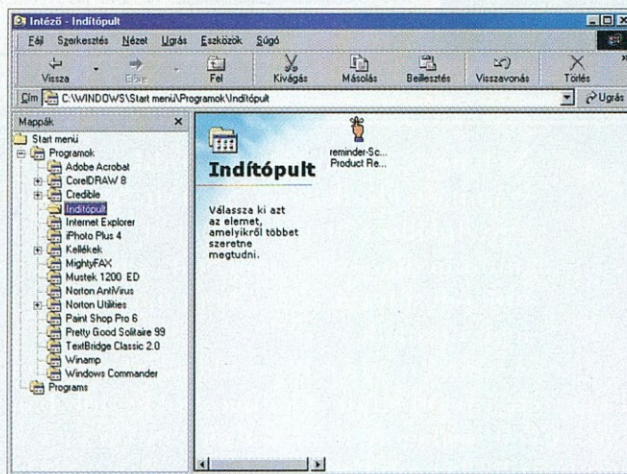 Intéző - Indítópult
Fájl Szerkesztés Nézet Ugrás Eszközök Súgó
Vissza Előre Fel Kivágás Másolás Beillesztés Visszavonás Törlés
Cím C:\WINDOWS\Start menü\Programok\Indítópult Ugrás
Mappák
Start menü
Programok
Adobe Acrobat
CorelDRAW 8
Credible
Indítópult
Internet Explorer
iPhoto Plus 4
Kellékek
MightyFAX
Mustek 1200 ED
Norton AntiVirus
Norton Utilities
Paint Shop Pro 6
Pretty Good Solitaire 99
TextBridge Classic 2.0
Winamp
Windows Commander
Programs
Indítópult
Válassza ki azt
az elemet,
amelyikről többet
szeretne
megtudni.
reminder-Sc...
Product Re...